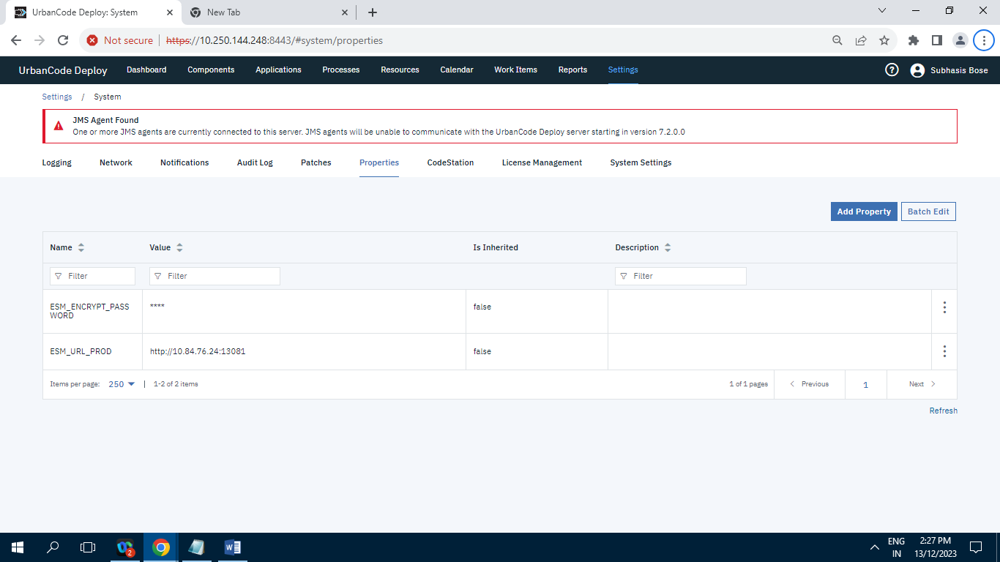 UrbanCode Deploy: System
New Tab
Not secure
https://10.250.144.248:8443/#system/properties
UrbanCode Deploy Dashboard Components Applications Processes Resources Calendar Work Items Reports Settings Subhasis Bose
Settings / System
JMS Agent Found
One or more JMS agents are currently connected to this server. JMS agents will be unable to communicate with the UrbanCode Deploy server starting in version 7.2.0.0
Logging Network Notifications Audit Log Patches Properties CodeStation License Management System Settings
Add Property Batch Edit
Name Value Is Inherited Description
Filter Filter Filter
ESM_ENCRYPT_PASS
WORD
**** false
ESM_URL_PROD http://10.84.76.24:13081 false
Items per page: 250 | 1-2 of 2 items 1 of 1 pages Previous 1 Next
Refresh
2
ENG
IN
2:27 PM
13/12/2023